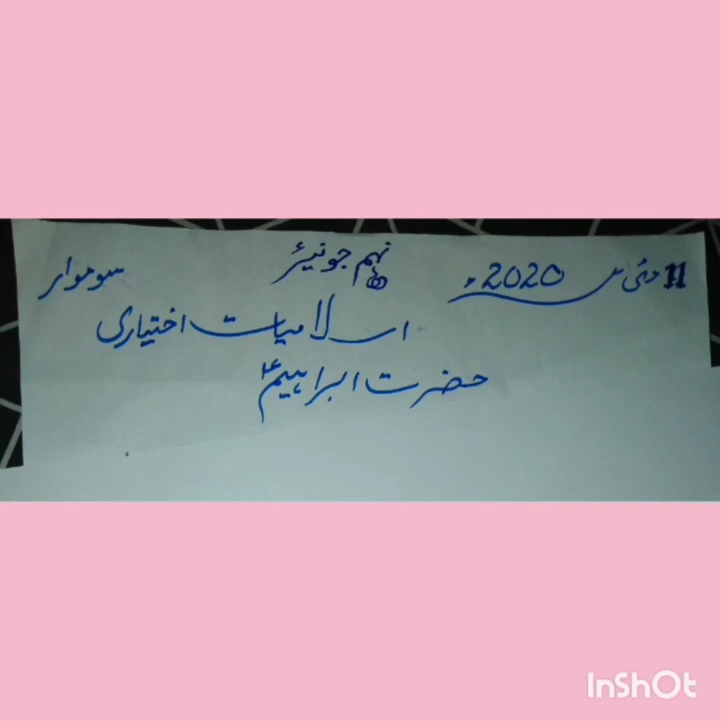 11 مئی 2020ء نہم جونیئر سوموار
اسلامیات اختیاری
حضرت ابراہیمؑ
InShOt